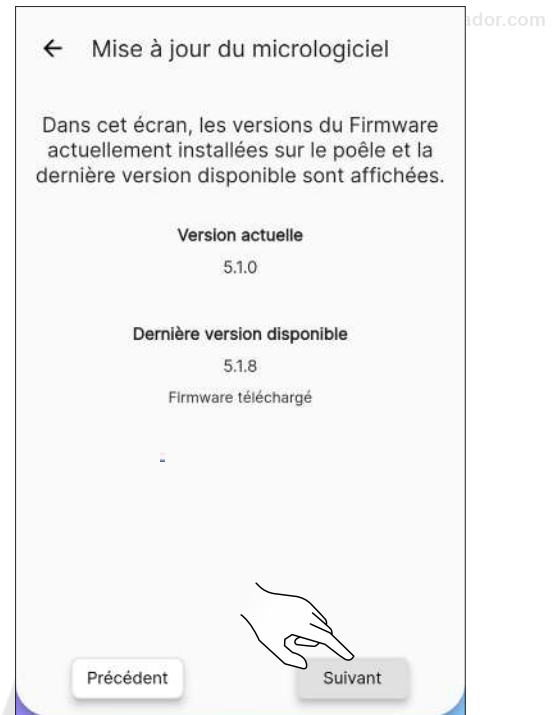 dor.com
← Mise à jour du micrologiciel
Dans cet écran, les versions du Firmware
actuellement installées sur le poêle et la
dernière version disponible sont affichées.
Version actuelle
5.1.0
Dernière version disponible
5.1.8
Firmware téléchargé
Précédent
Suivant